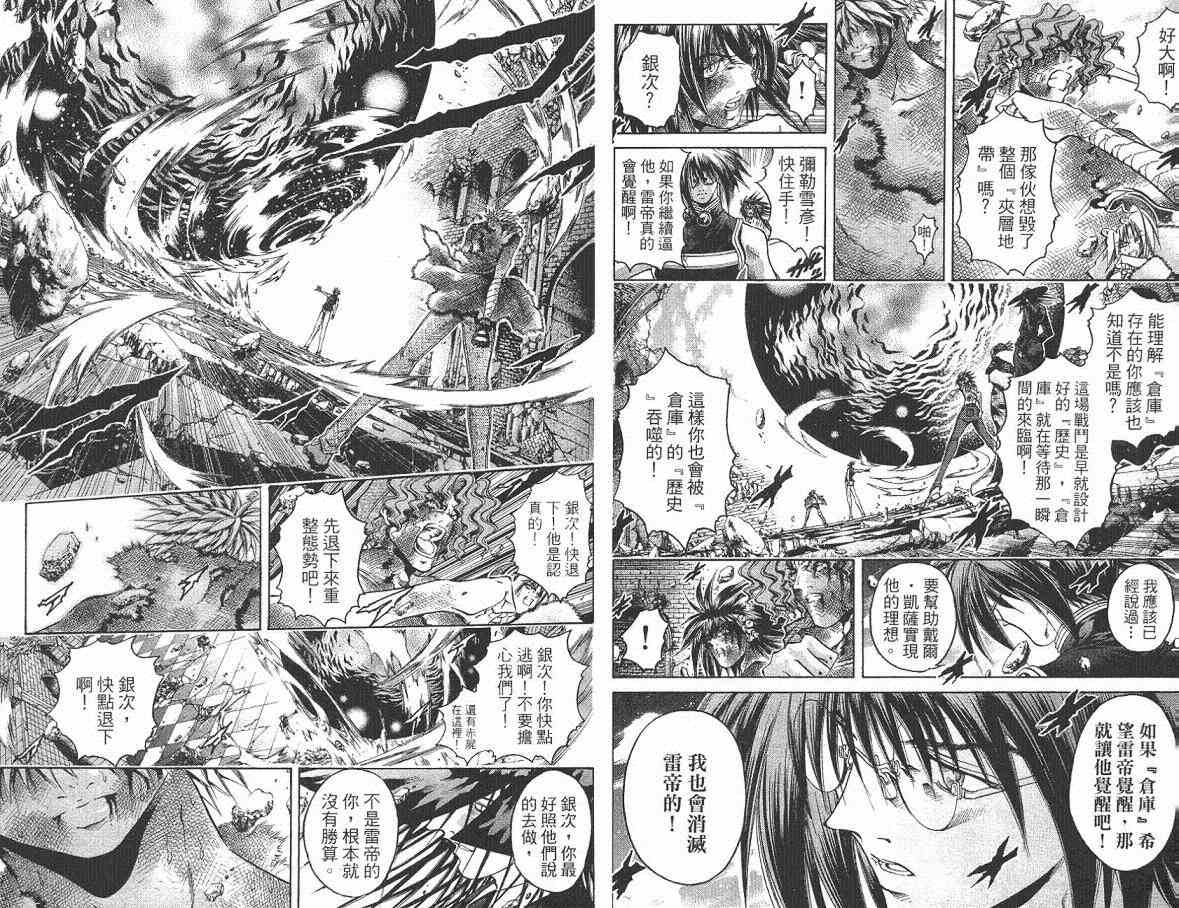 好大啊！
那傢伙想毀了
整個『夾層地
帶』嗎？
啪！
！
銀次？
彌勒雪彥！
快住手！
如果你繼續逼
他，雷帝真的
會覺醒啊！
能理解『倉庫』
存在的你應該也
知道不是嗎？
這場戰鬥是早就設計
好的『歷史』，『倉
庫』就在等待那一瞬
間的來臨啊！
這樣你也會被『
倉庫』的『歷史
』吞噬的！
我應該已
經說過…
要幫助戴爾
．凱薩實現
他的理想。
！
如果『倉庫』希
望雷帝覺醒，那
就讓他覺醒吧！
我也會消滅
雷帝的！
銀次！快退
下！他是認
真的！
先退下來重
整態勢吧！
銀次！你快點
逃啊！不要擔
心我們了！
還有赤屍
在這裡！
銀次，
快點退下
啊！
銀次，你最
好照他們說
的去做，
不是雷帝的
你，根本就
沒有勝算。